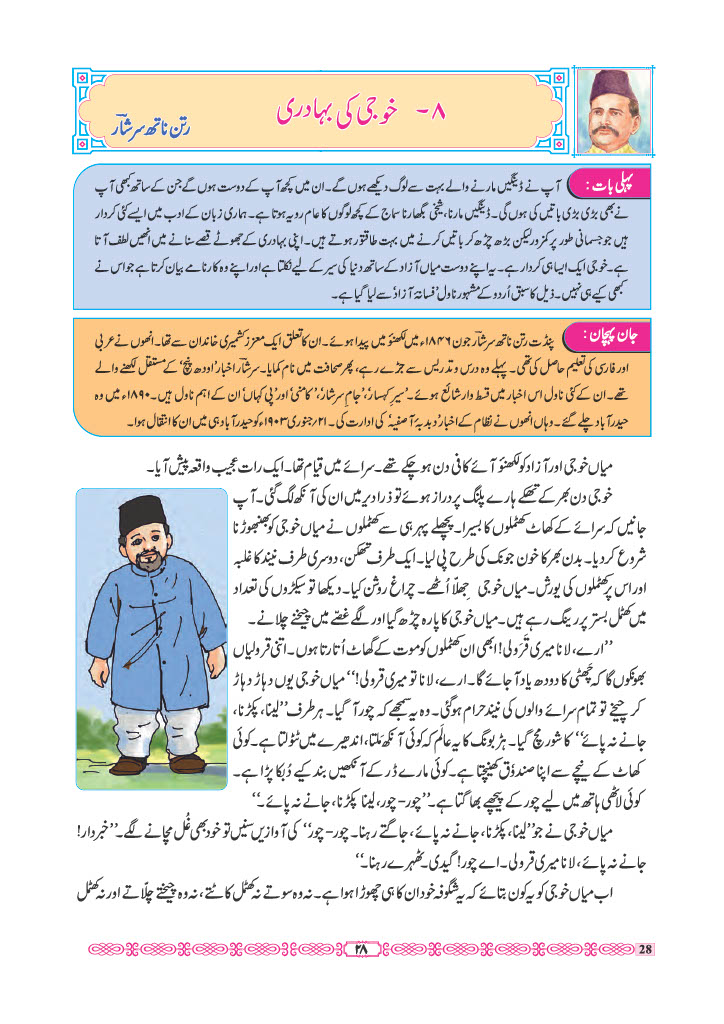 ۸ - خوجی کی بہادری
رتن ناتھ سرشار
پہلی بات : آپ نے ڈینگیں مارنے والے بہت سے لوگ دیکھے ہوں گے۔ ان میں کچھ آپ کے دوست ہوں گے جن کے ساتھ کبھی آپ
نے بھی بڑی بڑی باتیں کی ہوں گی۔ ڈینگیں مارنا، شیخی بگھارنا سماج کے کچھ لوگوں کا عام رویہ ہوتا ہے۔ ہماری زبان کے ادب میں ایسے کئی کردار
ہیں جو جسمانی طور پر کمزور لیکن بڑھ چڑھ کر باتیں کرنے میں بہت طاقتور ہوتے ہیں۔ اپنی بہادری کے جھوٹے قصے سنانے میں انھیں لطف آتا
ہے۔ خوجی ایک ایسا ہی کردار ہے۔ یہ اپنے دوست میاں آزاد کے ساتھ دنیا کی سیر کے لیے نکلتا ہے اور اپنے وہ کارنامے بیان کرتا ہے جو اس نے
کبھی کیے ہی نہیں۔ ذیل کا سبق اُردو کے مشہور ناول 'فسانۂ آزاد' سے لیا گیا ہے۔
جان پہچان : پنڈت رتن ناتھ سرشارؔ جون ۱۸۴۶ء میں لکھنؤ میں پیدا ہوئے۔ ان کا تعلق ایک معزز کشمیری خاندان سے تھا۔ انھوں نے عربی
اور فارسی کی تعلیم حاصل کی تھی۔ پہلے وہ درس و تدریس سے جڑے رہے، پھر صحافت میں نام کمایا۔ سرشارؔ اخبار 'اودھ پنچ' کے مستقل لکھنے والے
تھے۔ ان کے کئی ناول اس اخبار میں قسط وار شائع ہوئے۔ 'سیرِ کہسار'، 'جامِ سرشار'، 'کامنی' اور 'پی کہاں' ان کے اہم ناول ہیں۔ ۱۸۹۰ء میں وہ
حیدرآباد چلے گئے۔ وہاں انھوں نے نظام کے اخبار 'دبدبۂ آصفیہ' کی ادارت کی۔ ۲۱؍جنوری ۱۹۰۳ء کو حیدرآباد ہی میں ان کا انتقال ہوا۔
میاں خوجی اور آزاد کو لکھنؤ آئے کافی دن ہو چکے تھے۔ سرائے میں قیام تھا۔ ایک رات عجیب واقعہ پیش آیا۔
خوجی دن بھر کے تھکے ہارے پلنگ پر دراز ہوئے تو ذرا دیر میں ان کی آنکھ لگ گئی۔ آپ
جانیں کہ سرائے کے کھاٹ کھٹملوں کا بسیرا۔ پچھلے پہر ہی سے کھٹملوں نے میاں خوجی کو بھنبھوڑنا
شروع کر دیا۔ بدن بھر کا خون جونک کی طرح پی لیا۔ ایک طرف تھکن، دوسری طرف نیند کا غلبہ
اور اس پر کھٹملوں کی یورش۔ میاں خوجی جھلّا اُٹھے۔ چراغ روشن کیا۔ دیکھا تو سیکڑوں کی تعداد
میں کھٹمل بستر پر رینگ رہے ہیں۔ میاں خوجی کا پارہ چڑھ گیا اور لگے غصّے میں چیخنے چلانے۔
''ارے، لانا میری قَرولی! ابھی ان کھٹملوں کو موت کے گھاٹ اُتارتا ہوں۔ اتنی قرولیاں
بھونکوں گا کہ چَھٹی کا دودھ یاد آجائے گا۔ ارے، لانا تو میری قرولی!'' میاں خوجی یوں دہاڑ دہاڑ
کر چیخے تو تمام سرائے والوں کی نیند حرام ہوگئی۔ وہ یہ سمجھے کہ چور آگیا۔ ہر طرف ''لینا، پکڑنا،
جانے نہ پائے'' کا شور مچ گیا۔ ہڑبونگ کا یہ عالم کہ کوئی آنکھ ملتا، اندھیرے میں ٹٹولتا ہے۔ کوئی
کھاٹ کے نیچے سے اپنا صندوٗق کھینچتا ہے۔ کوئی مارے ڈر کے آنکھیں بند کیے دُبکا پڑا ہے۔
کوئی لاٹھی ہاتھ میں لیے چور کے پیچھے بھاگتا ہے۔ ''چور- چور، لینا پکڑنا، جانے نہ پائے۔''
میاں خوجی نے جو ''لینا، پکڑنا، جانے نہ پائے، جاگتے رہنا۔ چور- چور'' کی آوازیں سنیں تو خود بھی غُل مچانے لگے۔ ''خبردار!
جانے نہ پائے، لانا میری قرولی۔ اے چور! گیدی۔ ٹھہرے رہنا۔''
اب میاں خوجی کو یہ کون بتائے کہ یہ شگوفہ خود ان کا ہی چھوڑا ہوا ہے۔ نہ وہ سوتے نہ کھٹمل کاٹتے، نہ وہ چیختے چلّاتے اور نہ کھٹمل
۲۸
28